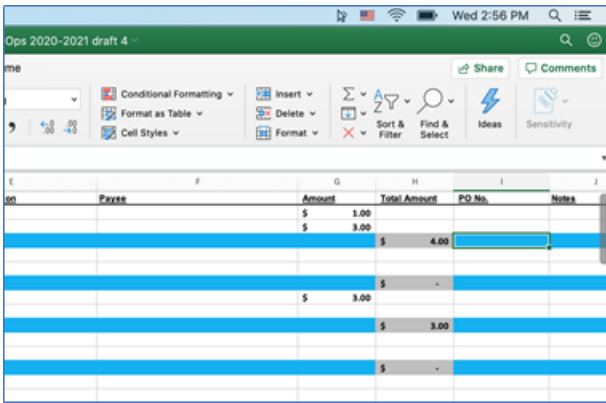 Wed 2:56 PM
Ops 2020-2021 draft 4
me
Share
Comments
Conditional Formatting
Insert
Format as Table
Delete
Cell Styles
Format
Sort &
Filter
Find &
Select
Ideas
Sensitivity
E F G H I J
on Payee Amount Total Amount PO No. Notes
$ 1.00
$ 3.00
$ 4.00
$ -
$ 3.00
$ 3.00
$ -